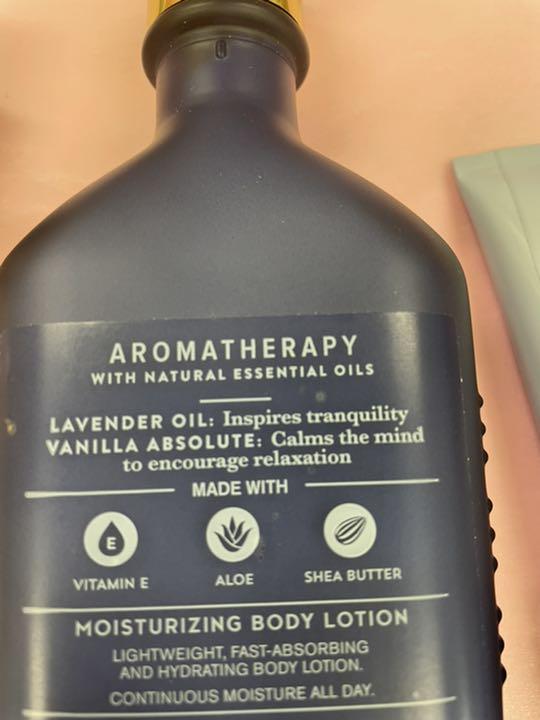 AROMATHERAPY
WITH NATURAL ESSENTIAL OILS
LAVENDER OIL: Inspires tranquility
VANILLA ABSOLUTE: Calms the mind
to encourage relaxation
MADE WITH
E
VITAMIN E
ALOE
SHEA BUTTER
MOISTURIZING BODY LOTION
LIGHTWEIGHT, FAST-ABSORBING
AND HYDRATING BODY LOTION.
CONTINUOUS MOISTURE ALL DAY.